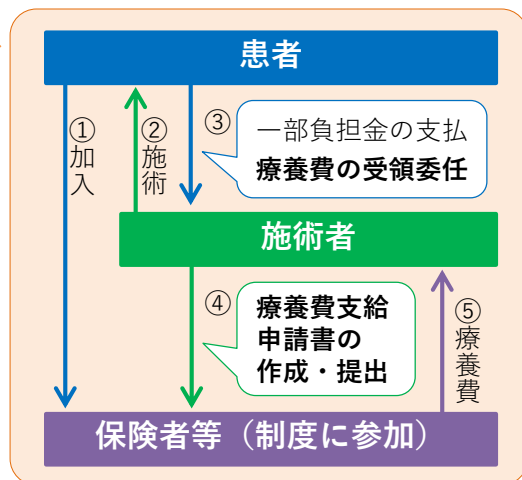 患者
①加入
②施術
③
一部負担金の支払
療養費の受領委任
施術者
④
療養費支給
申請書の
作成・提出
⑤療養費
保険者等（制度に参加）